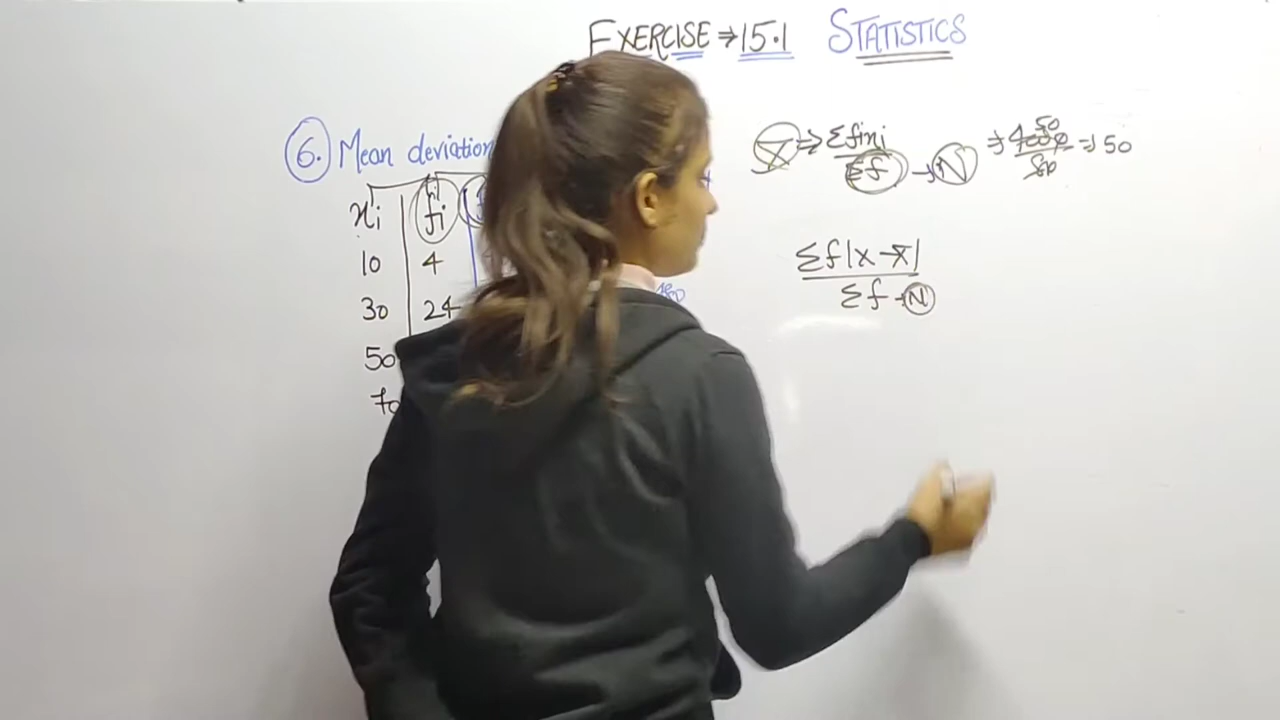 EXERCISE ⇒ 15.1 STATISTICS
6. Mean deviation
xi fi
10 4
30 24
50
70
x̄ ⇒ Σfixi / Σf → N ⇒ 4000 / 80 ⇒ 50
50
Σf|x-x̄|
Σf → N